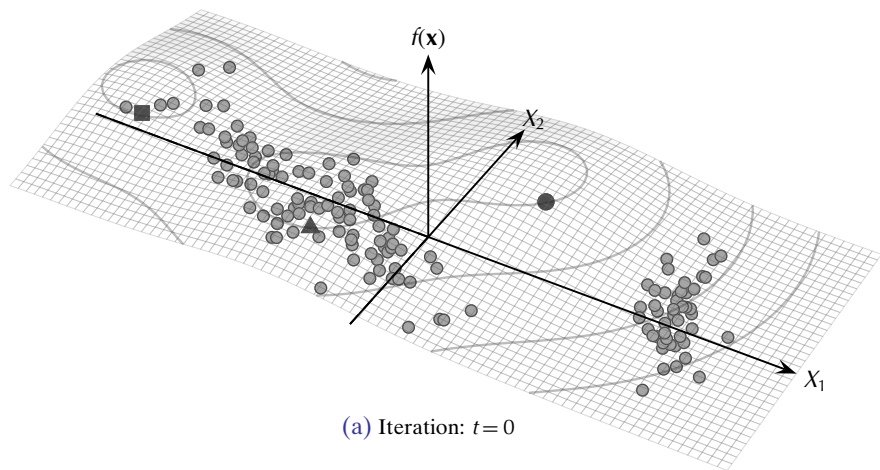 f(x)
X₂
X₁
(a) Iteration: t = 0